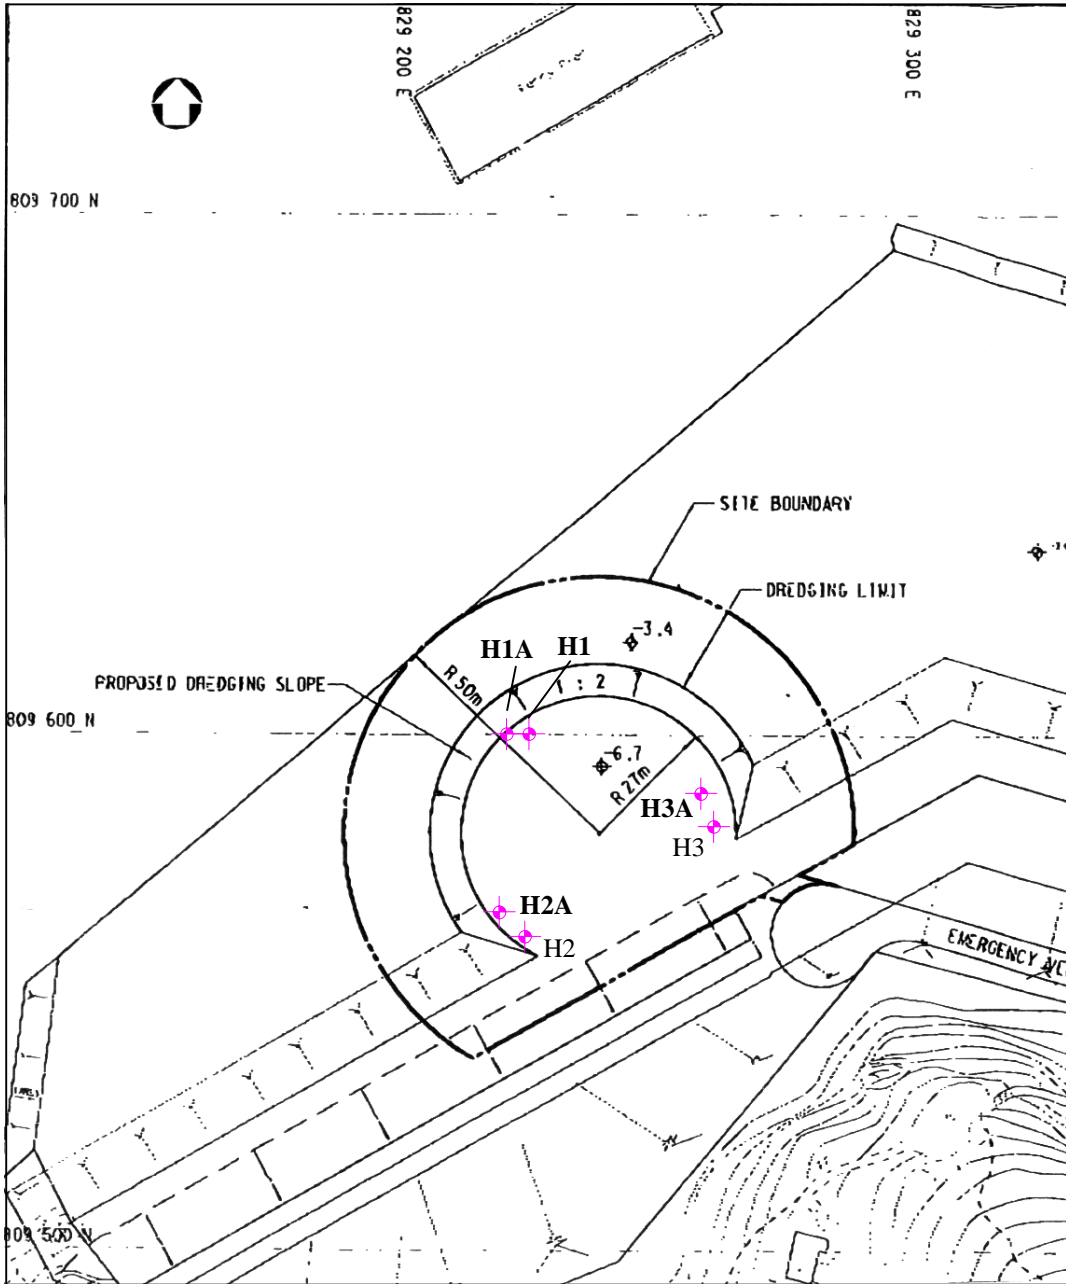 829 200 E
829 300 E
809 700 N
SITE BOUNDARY
DREDGING LIMIT
-3.4
H1A
H1
R 50m
1 : 2
PROPOSED DREDGING SLOPE
809 600 N
-6.7
R 27m
H3A
H3
H2A
H2
EMERGENCY
809 500 N